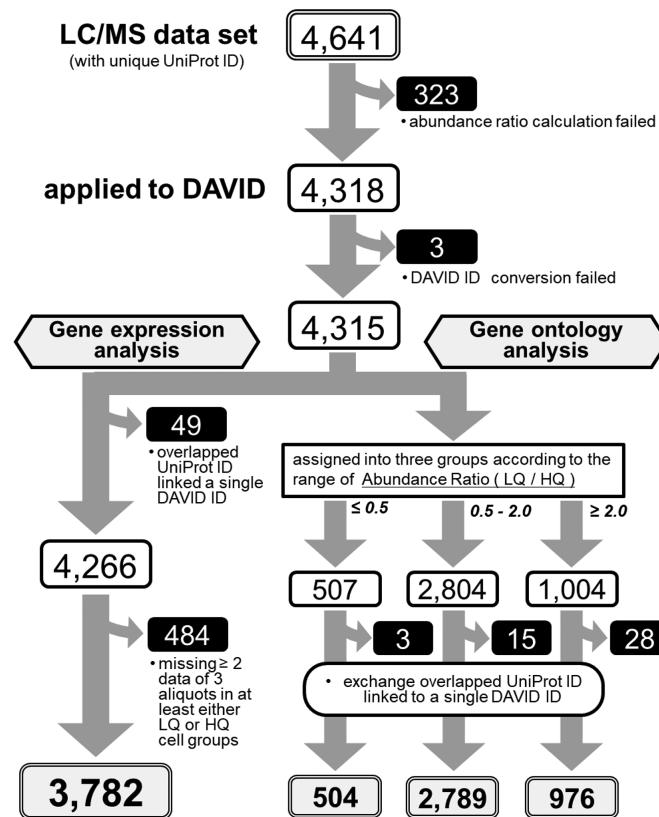 LC/MS data set
(with unique UniProt ID)
4,641
323
• abundance ratio calculation failed
applied to DAVID
4,318
3
• DAVID ID conversion failed
4,315
Gene expression
analysis
Gene ontology
analysis
49
• overlapped
UniProt ID
linked a single
DAVID ID
assigned into three groups according to the
range of Abundance Ratio ( LQ / HQ )
≤ 0.5
0.5 - 2.0
≥ 2.0
4,266
507
2,804
1,004
484
• missing ≥ 2
data of 3
aliquots in at
least either
LQ or HQ
cell groups
3
15
28
• exchange overlapped UniProt ID
linked to a single DAVID ID
3,782
504
2,789
976